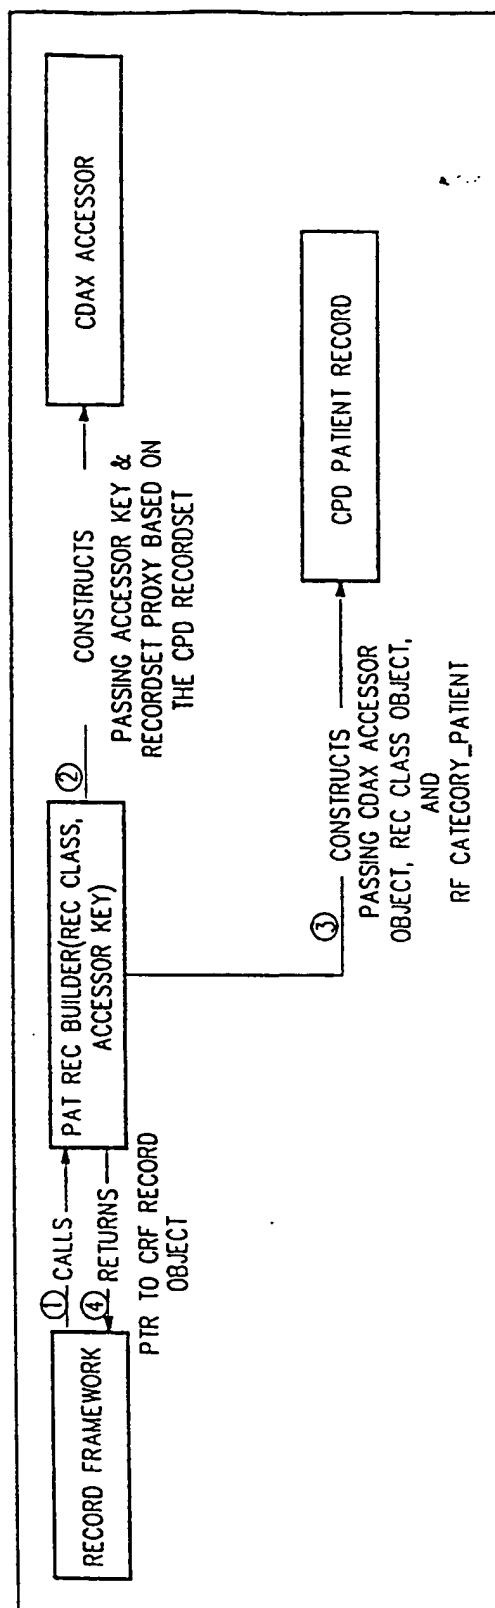 RECORD FRAMEWORK
① CALLS
④ RETURNS
PTR TO CRF RECORD
OBJECT
PAT REC BUILDER(REC CLASS,
ACCESSOR KEY)
②
CONSTRUCTS
PASSING ACCESSOR KEY &
RECORDSET PROXY BASED ON
THE CPD RECORDSET
CDAX ACCESSOR
③
CONSTRUCTS
PASSING CDAX ACCESSOR
OBJECT, REC CLASS OBJECT,
AND
RF CATEGORY_PATIENT
CPD PATIENT RECORD